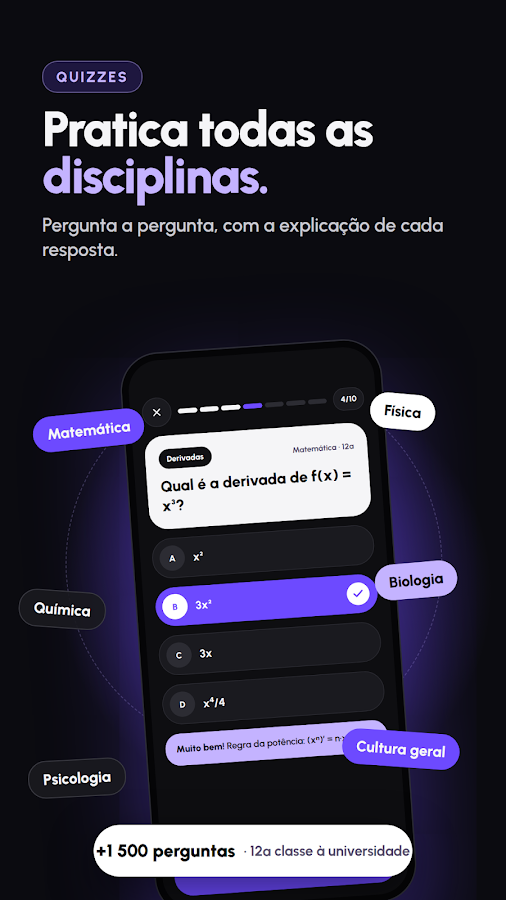 QUIZZES
Pratica todas as
disciplinas.
Pergunta a pergunta, com a explicação de cada
resposta.
4/10
Física
Matemática
Derivadas
Matemática · 12a
Qual é a derivada de f(x) =
x³?
A x²
Biologia
B 3x²
Química
C 3x
D x⁴/4
Muito bem! Regra da potência: (xⁿ)' = n·
Cultura geral
Psicologia
+1 500 perguntas · 12a classe à universidade